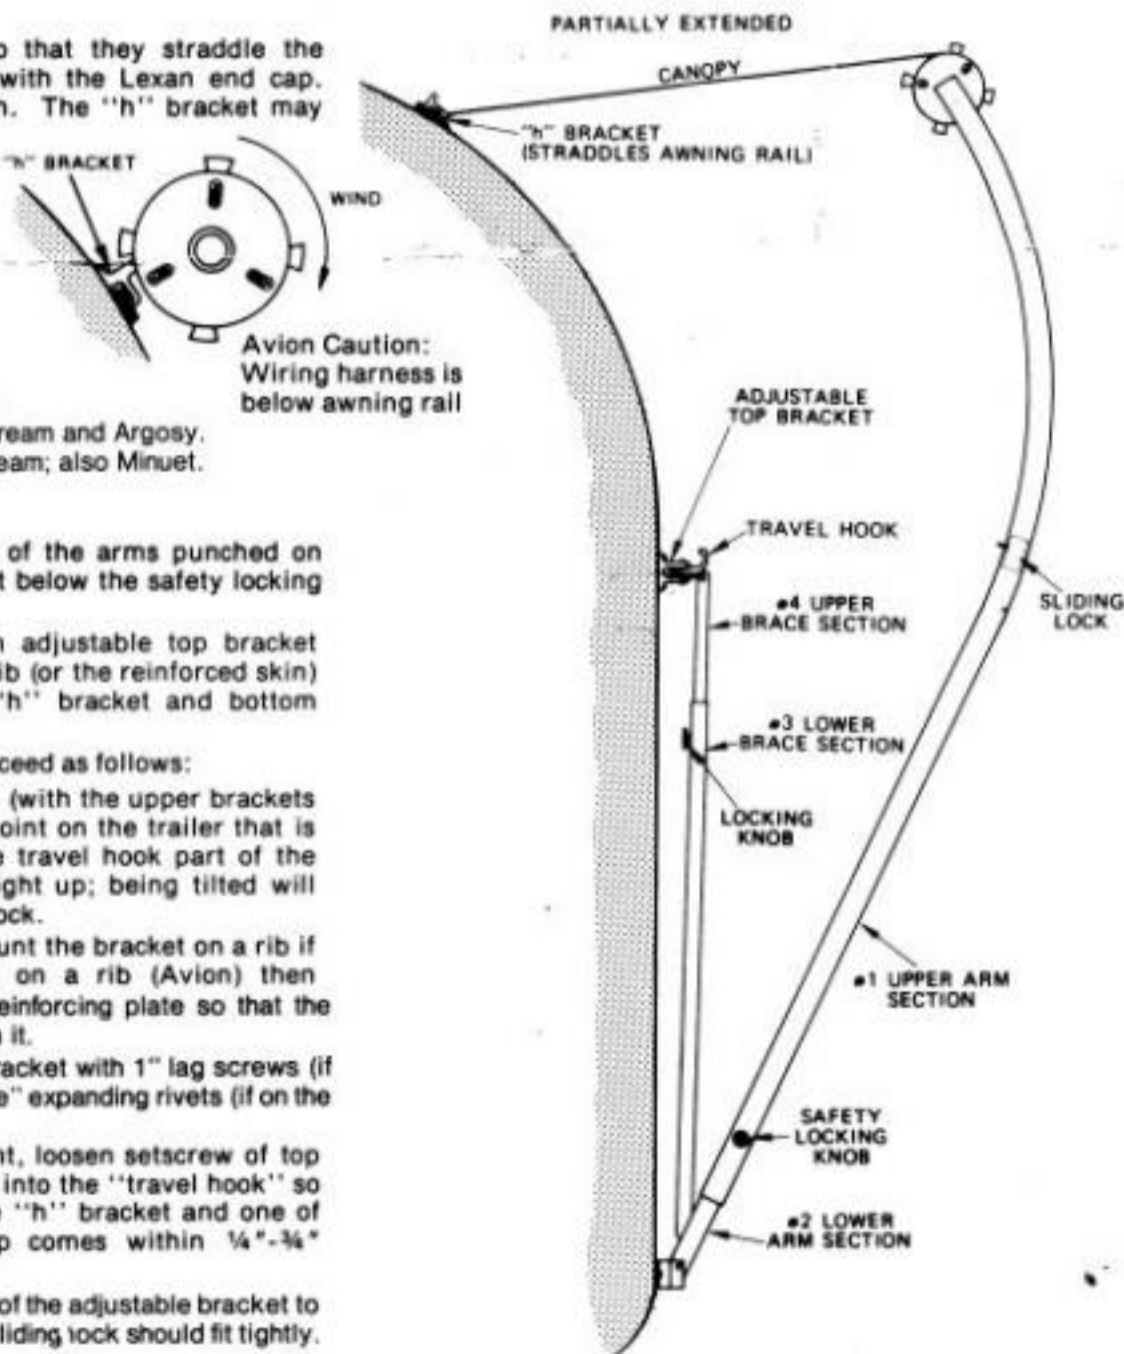 o that they straddle the
with the Lexan end cap.
n. The "h" bracket may
"h" BRACKET
WIND
Avion Caution:
Wiring harness is
below awning rail
ream and Argosy.
eam; also Minuet.
of the arms punched on
t below the safety locking
n adjustable top bracket
ib (or the reinforced skin)
"h" bracket and bottom
ceed as follows:
(with the upper brackets
oint on the trailer that is
e travel hook part of the
ight up; being tilted will
ock.
unt the bracket on a rib if
on a rib (Avion) then
einforcing plate so that the
it.
racket with 1" lag screws (if
e" expanding rivets (if on the
nt, loosen setscrew of top
into the "travel hook" so
e "h" bracket and one of
p comes within ¼"-¾"
of the adjustable bracket to
liding lock should fit tightly.
PARTIALLY EXTENDED
CANOPY
"h" BRACKET
(STRADDLES AWNING RAIL)
ADJUSTABLE
TOP BRACKET
TRAVEL HOOK
SLIDING
LOCK
#4 UPPER
BRACE SECTION
#3 LOWER
BRACE SECTION
LOCKING
KNOB
#1 UPPER ARM
SECTION
SAFETY
LOCKING
KNOB
#2 LOWER
ARM SECTION